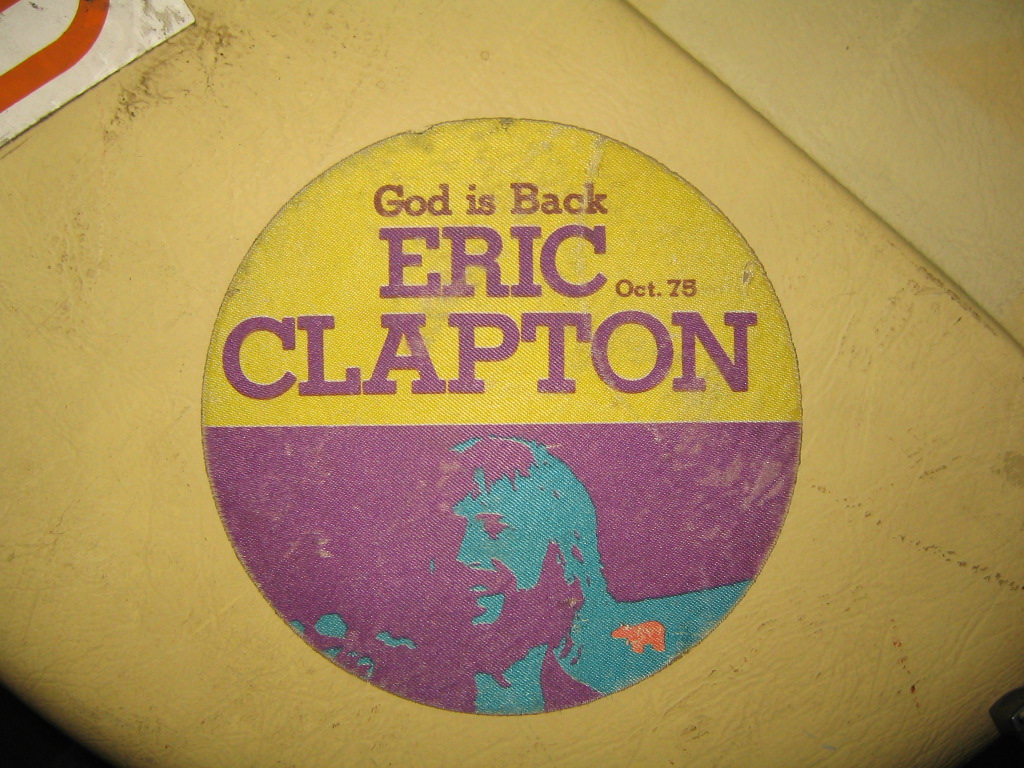 God is Back
ERIC
Oct. 75
CLAPTON